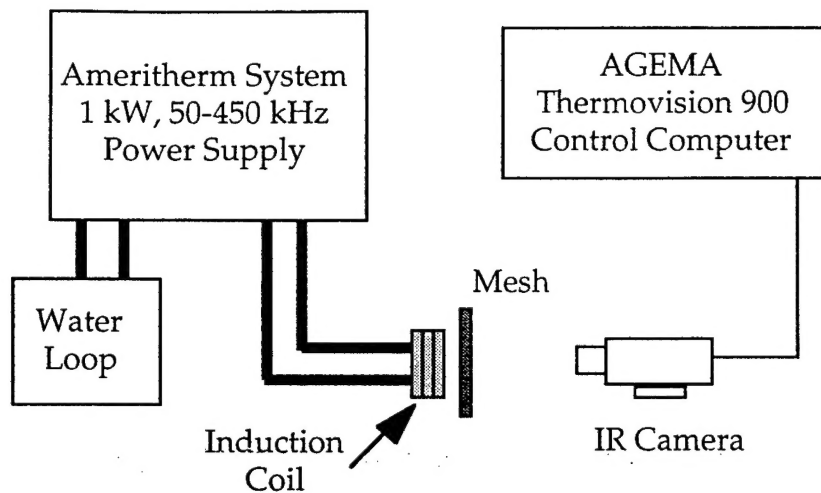 Ameritherm System
1 kW, 50-450 kHz
Power Supply
AGEMA
Thermovision 900
Control Computer
Water
Loop
Mesh
Induction
Coil
IR Camera